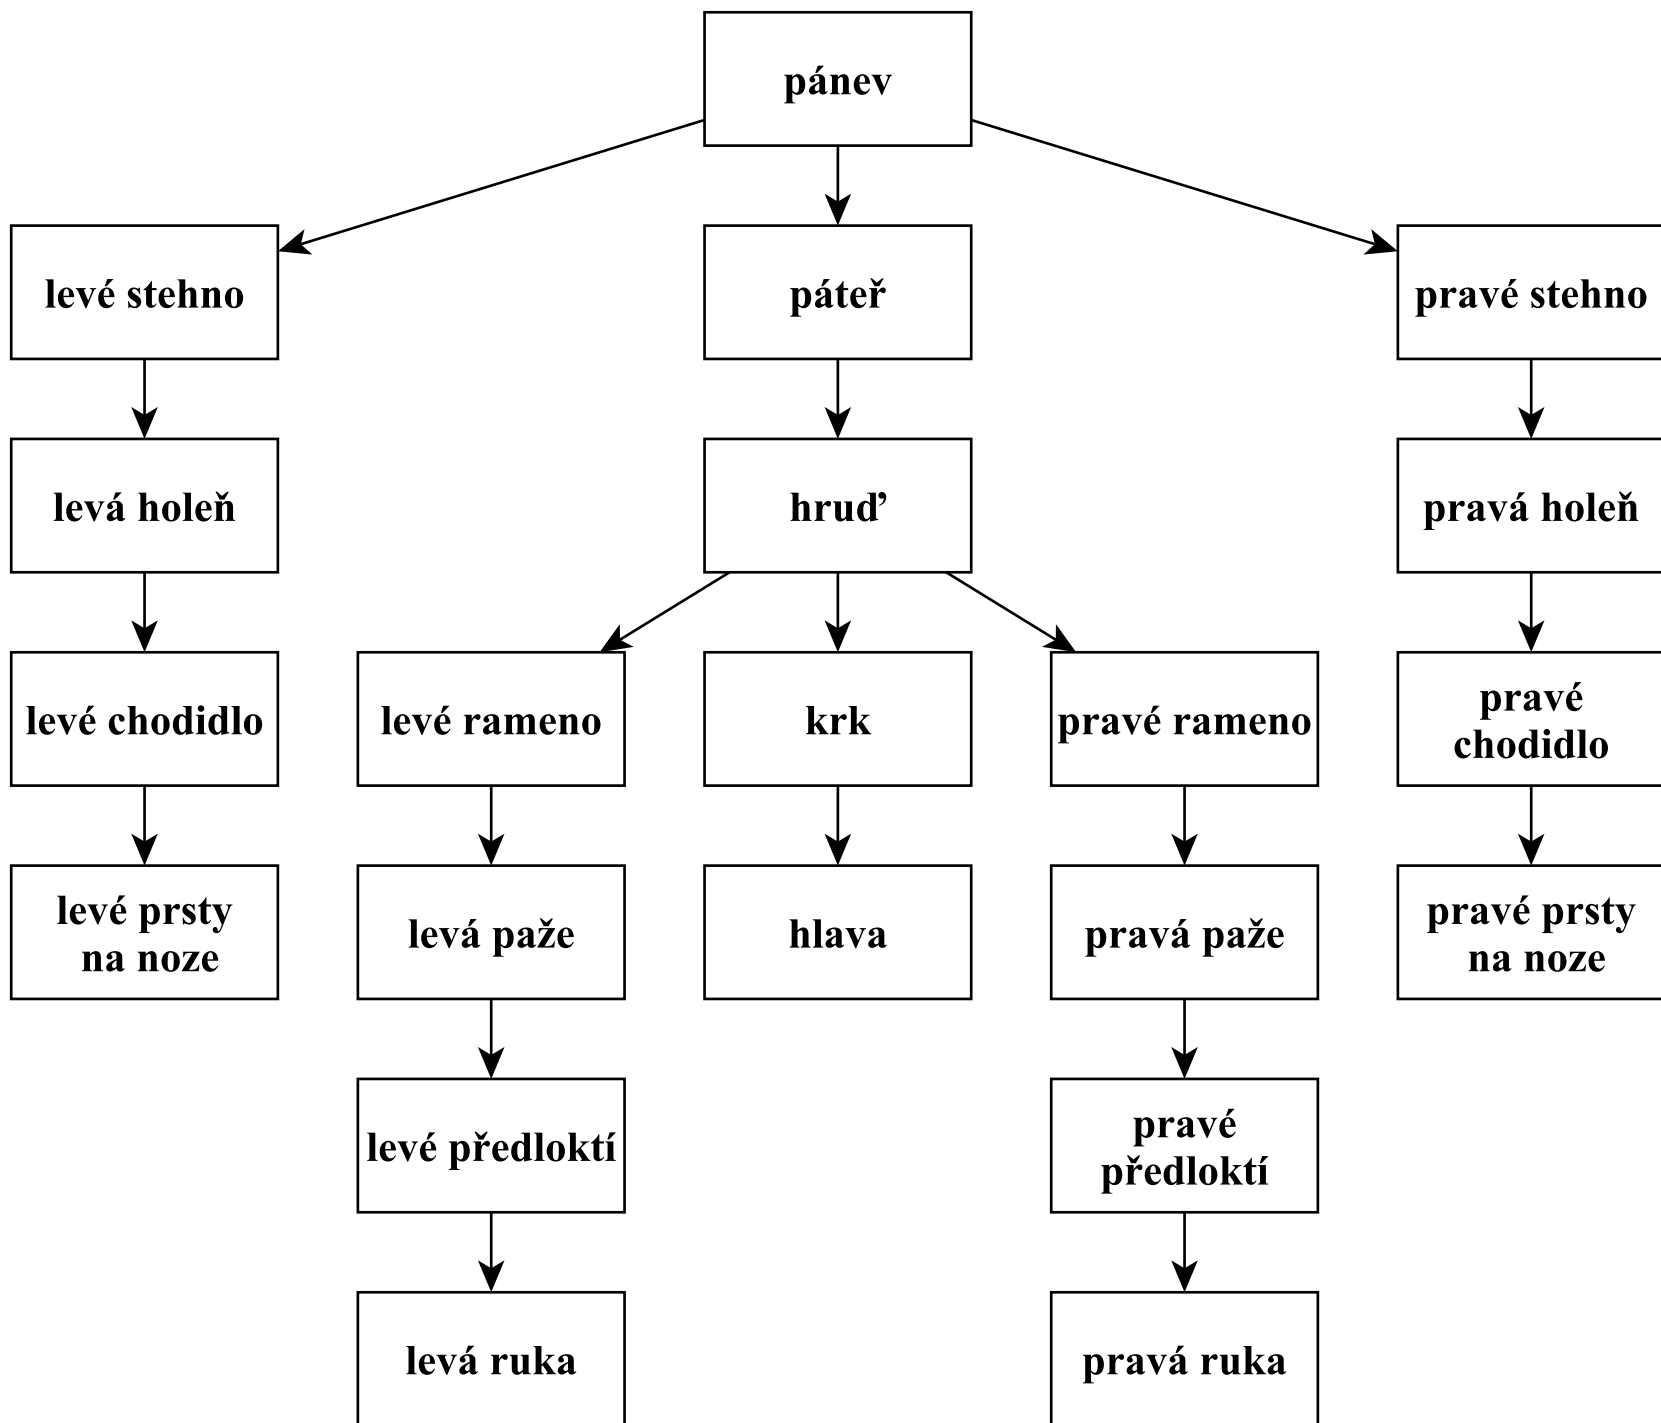 pánev
levé stehno
páteř
pravé stehno
levá holeň
hruď
pravá holeň
levé chodidlo
levé rameno
krk
pravé rameno
pravé
chodidlo
levé prsty
na noze
levá paže
hlava
pravá paže
pravé prsty
na noze
levé předloktí
pravé
předloktí
levá ruka
pravá ruka